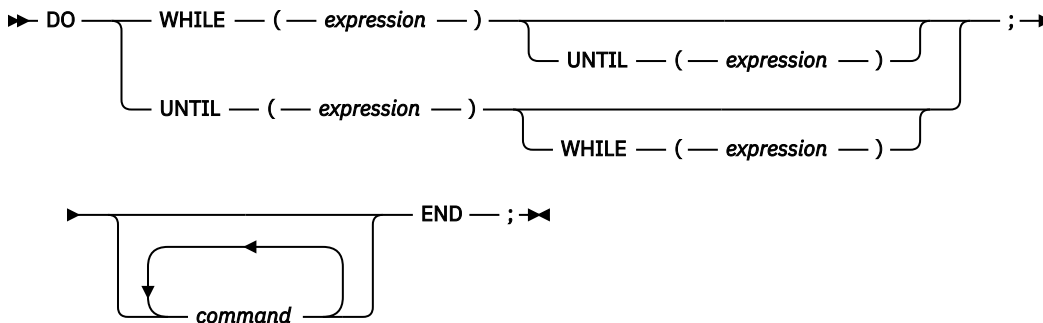 DO WHILE ( expression ) ;
UNTIL ( expression )
UNTIL ( expression )
WHILE ( expression )
END ;
command